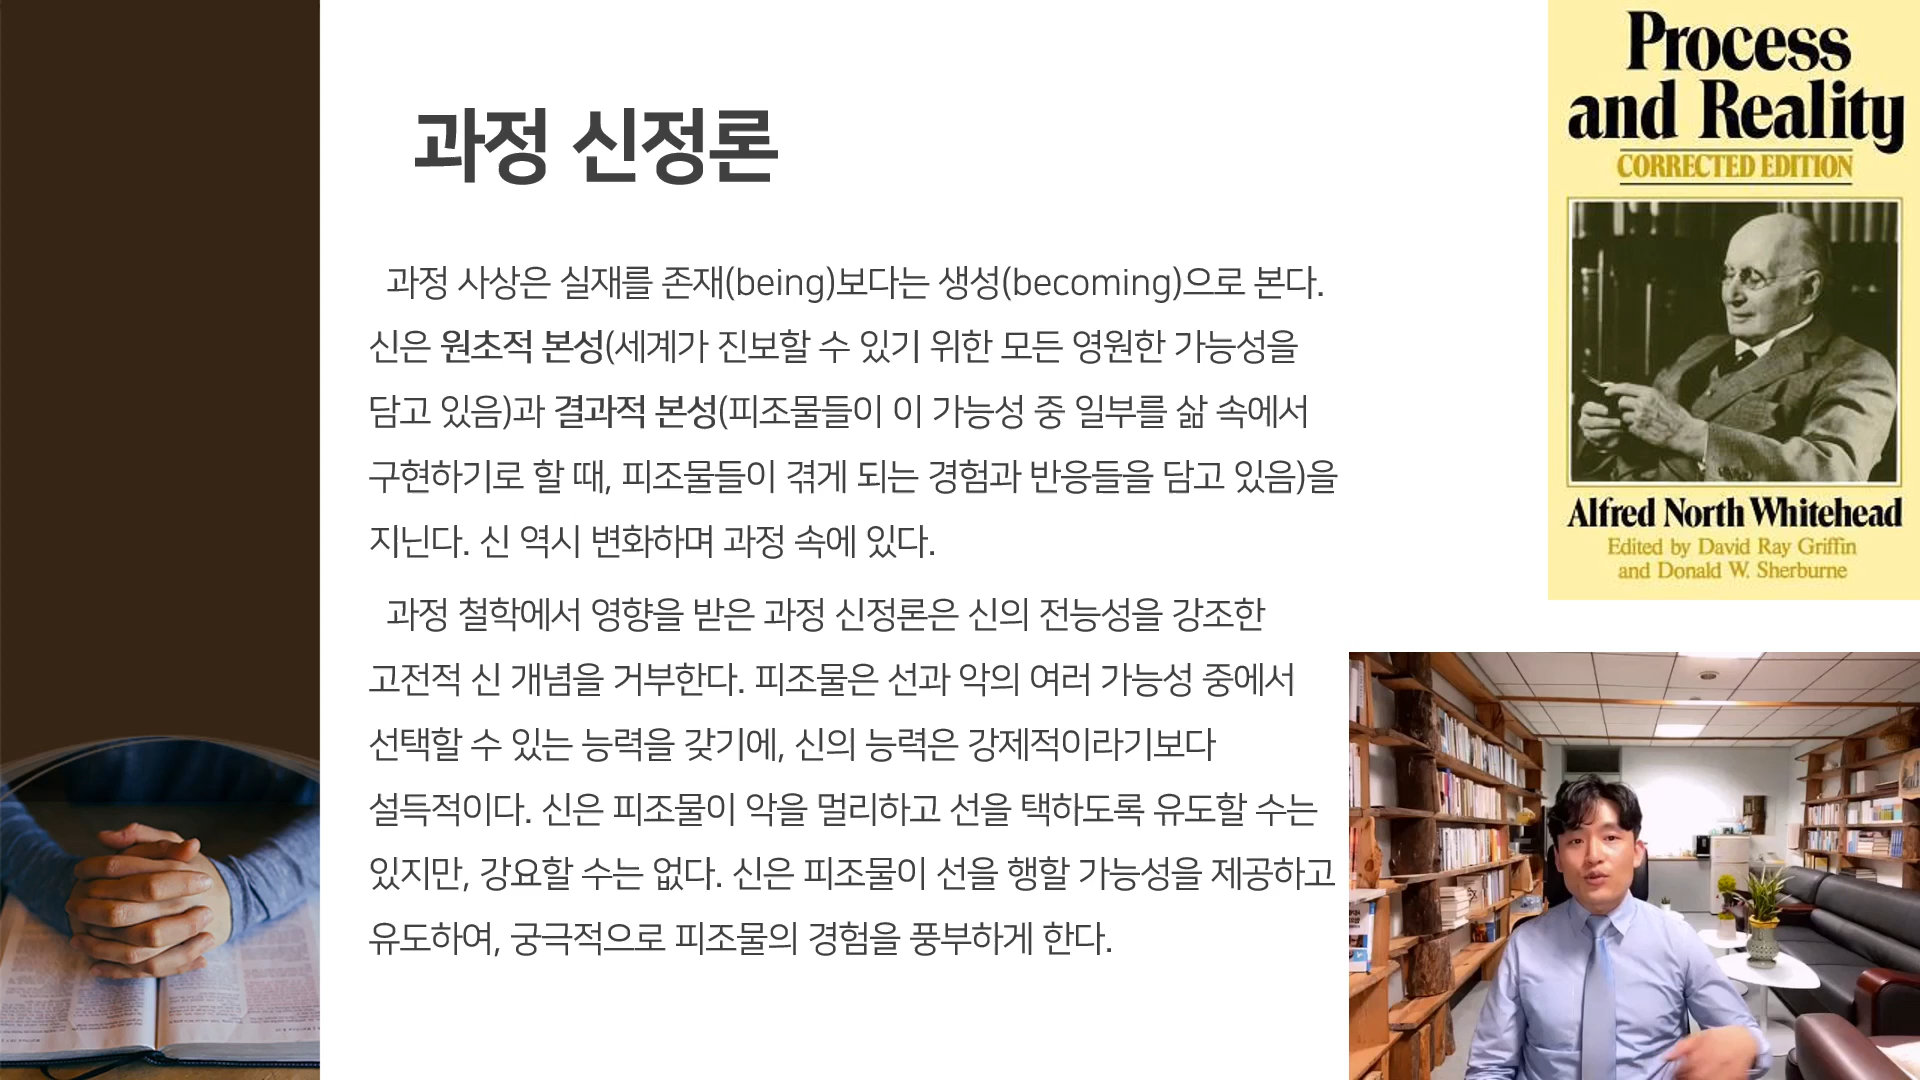 과정 신정론
과정 사상은 실재를 존재(being)보다는 생성(becoming)으로 본다.
신은 원초적 본성(세계가 진보할 수 있기 위한 모든 영원한 가능성을
담고 있음)과 결과적 본성(피조물들이 이 가능성 중 일부를 삶 속에서
구현하기로 할 때, 피조물들이 겪게 되는 경험과 반응들을 담고 있음)을
지닌다. 신 역시 변화하며 과정 속에 있다.
과정 철학에서 영향을 받은 과정 신정론은 신의 전능성을 강조한
고전적 신 개념을 거부한다. 피조물은 선과 악의 여러 가능성 중에서
선택할 수 있는 능력을 갖기에, 신의 능력은 강제적이라기보다
설득적이다. 신은 피조물이 악을 멀리하고 선을 택하도록 유도할 수는
있지만, 강요할 수는 없다. 신은 피조물이 선을 행할 가능성을 제공하고
유도하여, 궁극적으로 피조물의 경험을 풍부하게 한다.
Process
and Reality
CORRECTED EDITION
Alfred North Whitehead
Edited by David Ray Griffin
and Donald W. Sherburne